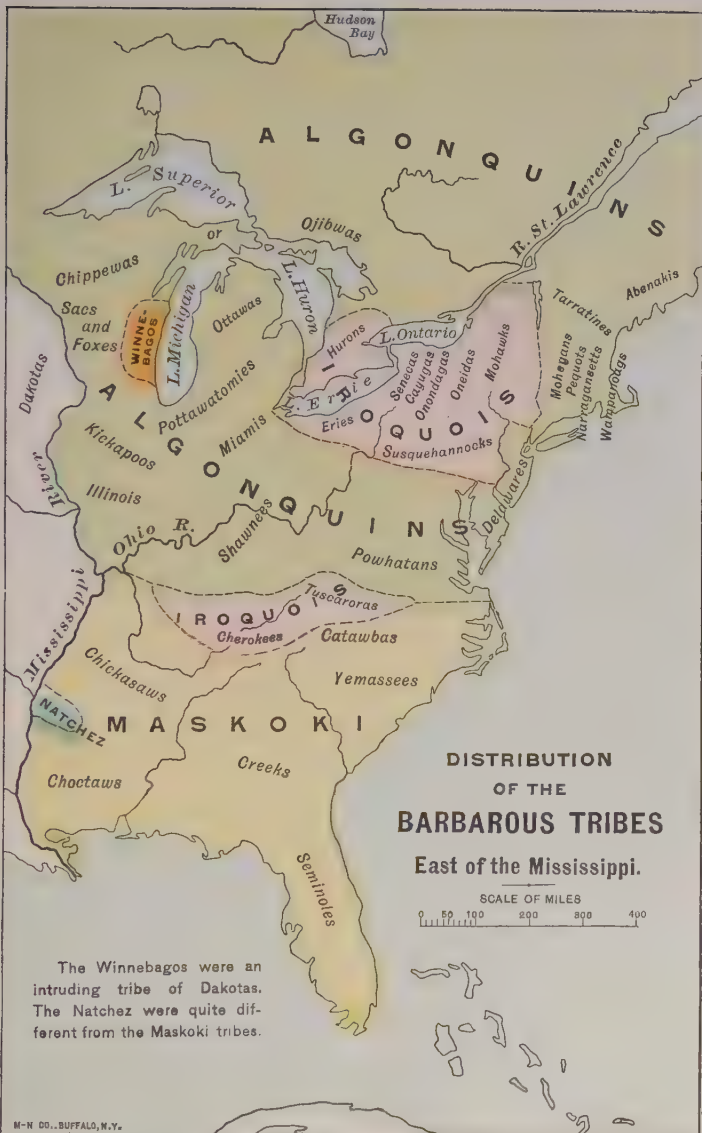 Hudson
Bay
ALGONQUINS
L. Superior
R. St. Lawrence
or
Ojibwas
Chippewas
L. Huron
Abenakis
Tarratines
Sacs
and
Foxes
WINNE-
BAGOS
L. Michigan
Ottawas
Hurons
L. Ontario
Dakotas
IROQUOIS
L. Erie
Senecas
Cayugas
Onondagas
Oneidas
Mohawks
Mohegans
Pequots
Narragansetts
Wampanoags
ALGONQUINS
Pottawatomies
Eries
Susquehannocks
Kickapoos
Miamis
Illinois
River
Delawares
Ohio R.
Shawnees
Powhatans
IROQUOIS
Tuscaroras
Cherokees
Catawbas
Mississippi
Chickasaws
Yemassees
NATCHEZ
MASKOKI
Choctaws
Creeks
Seminoles
DISTRIBUTION
OF THE
BARBAROUS TRIBES
East of the Mississippi.
SCALE OF MILES
0 50 100 200 300 400
The Winnebagos were an
intruding tribe of Dakotas.
The Natchez were quite dif-
ferent from the Maskoki tribes.
M-N CO., BUFFALO, N.Y.